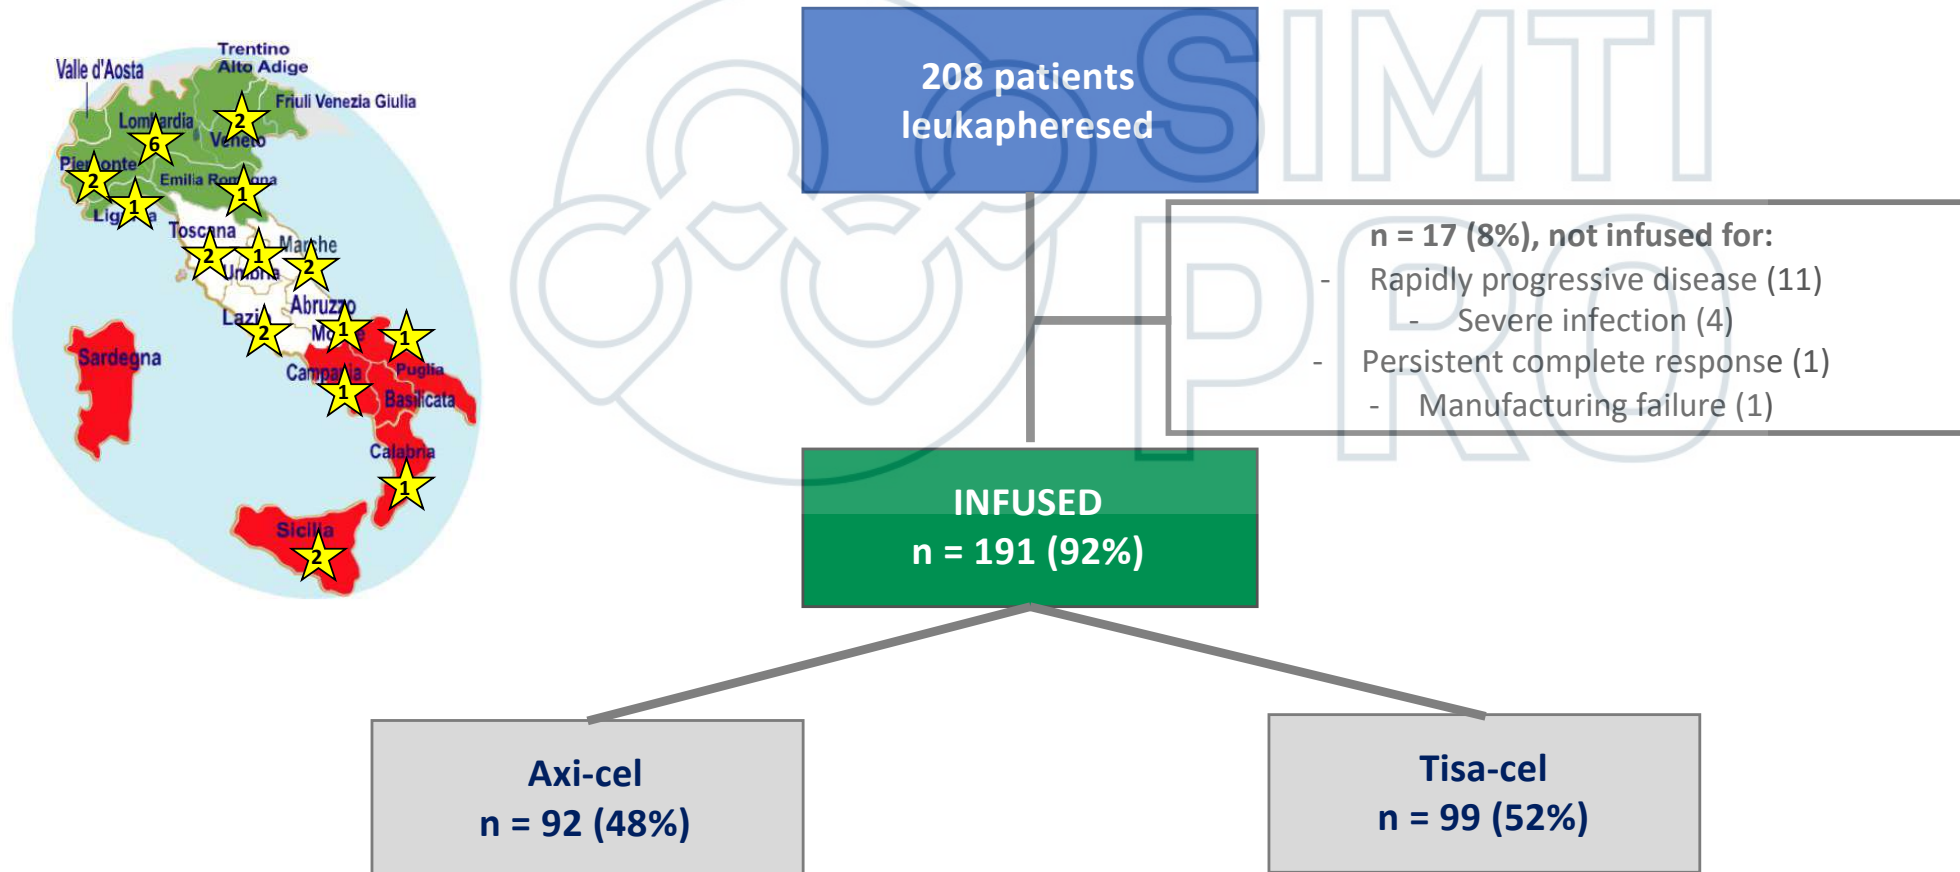 Trentino
Alto Adige
Valle d'Aosta
Friuli Venezia Giulia
Lombardia
2
6
Veneto
Piemonte
2
Emilia Romagna
1
1
Liguria
Toscana
Marche
2
1
2
Umbria
Abruzzo
Lazio
2
1
Molise
1
Sardegna
Campania
Puglia
1
Basilicata
Calabria
1
Sicilia
2
SIMTI
PRO
208 patients
leukapheresed
n = 17 (8%), not infused for:
- Rapidly progressive disease (11)
- Severe infection (4)
- Persistent complete response (1)
- Manufacturing failure (1)
INFUSED
n = 191 (92%)
Axi-cel
n = 92 (48%)
Tisa-cel
n = 99 (52%)